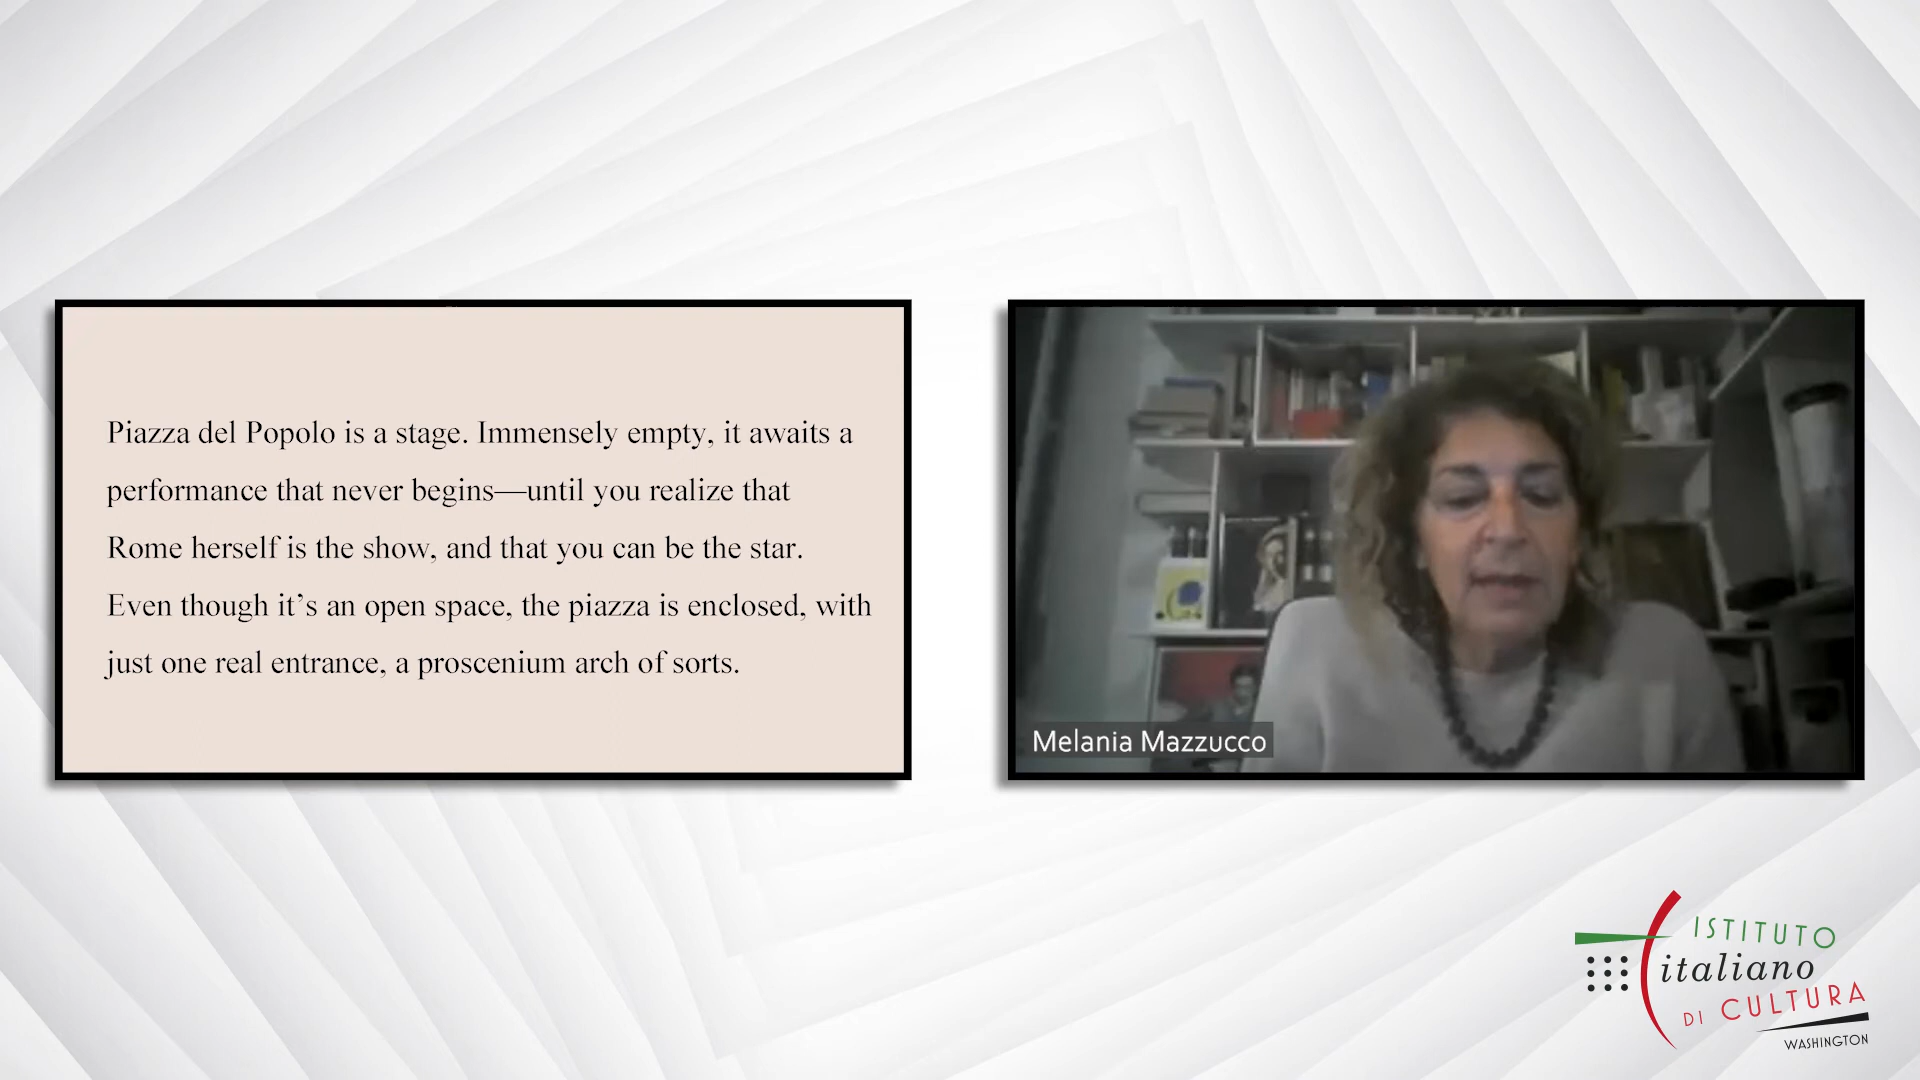 Piazza del Popolo is a stage. Immensely empty, it awaits a
performance that never begins—until you realize that
Rome herself is the show, and that you can be the star.
Even though it’s an open space, the piazza is enclosed, with
just one real entrance, a proscenium arch of sorts.
Melania Mazzucco
ISTITUTO
italiano
DI CULTURA
WASHINGTON